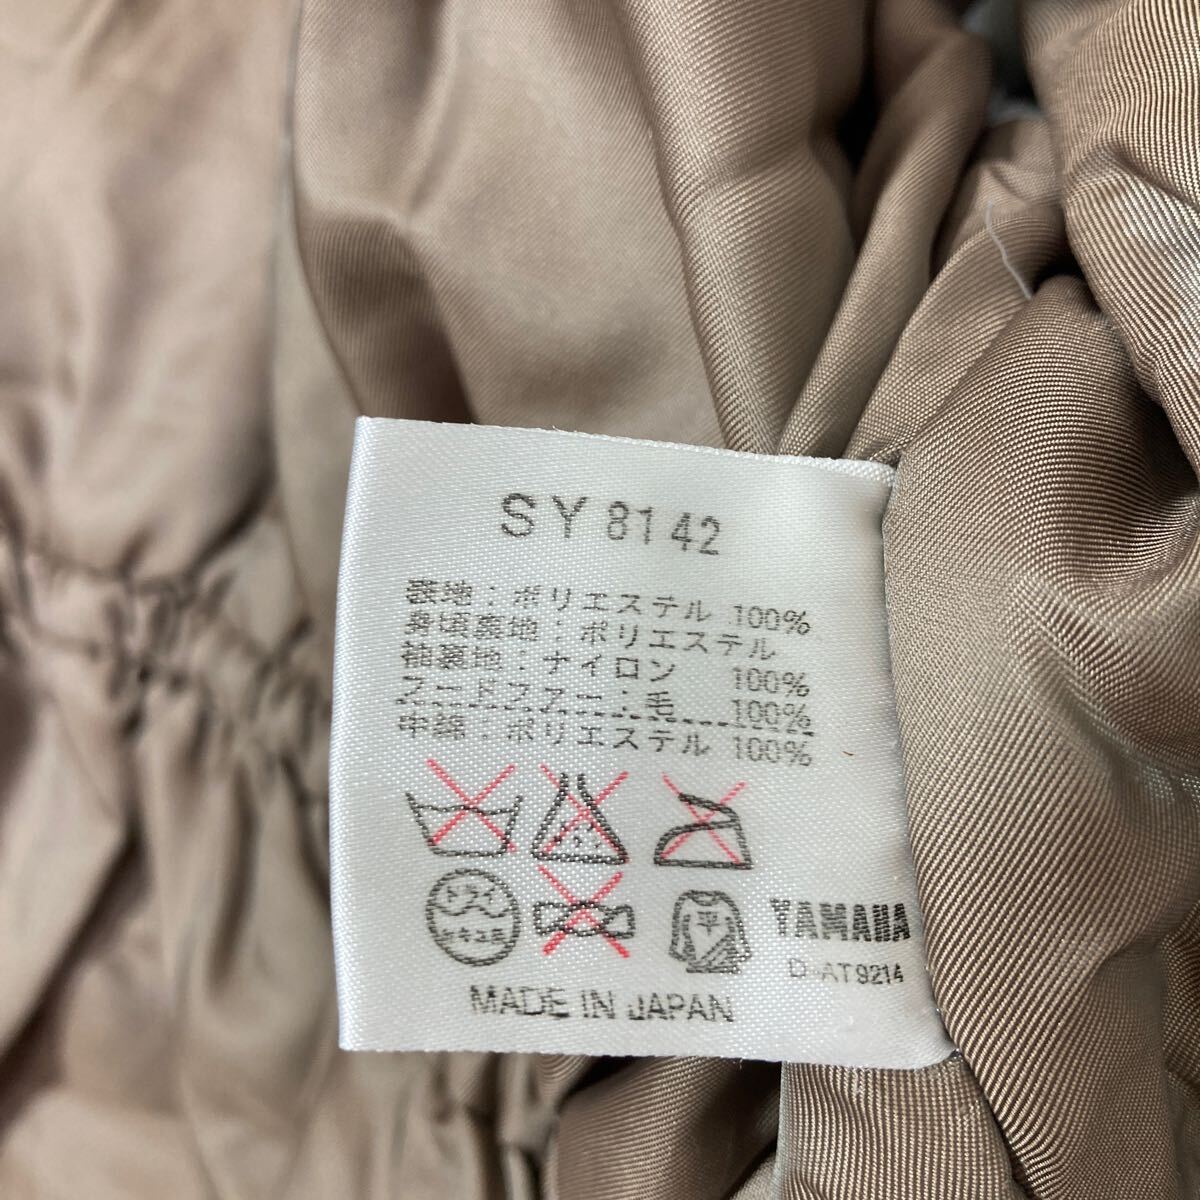 SY8142
表地：ポリエステル 100%
身頃裏地：ポリエステル
袖裏地：ナイロン 100%
フードファー：毛 100%
中綿：ポリエステル 100%
ドライ
セキユ系
平
YAMAHA
D-AT9214
MADE IN JAPAN